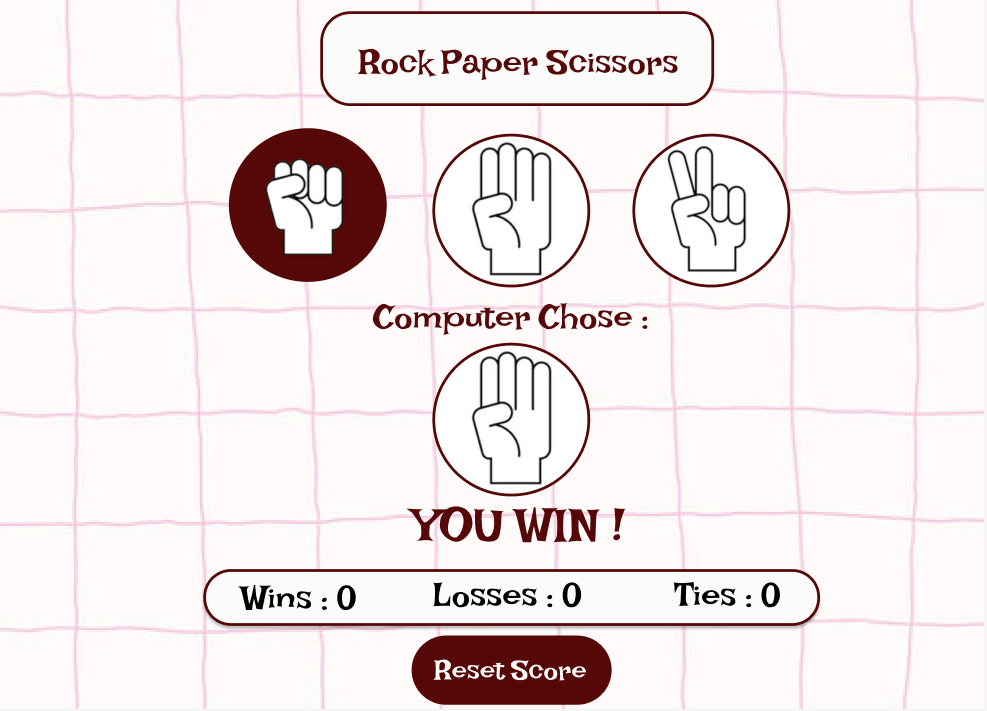 Rock Paper Scissors
Computer Chose :
YOU WIN !
Wins : 0 Losses : 0 Ties : 0
Reset Score